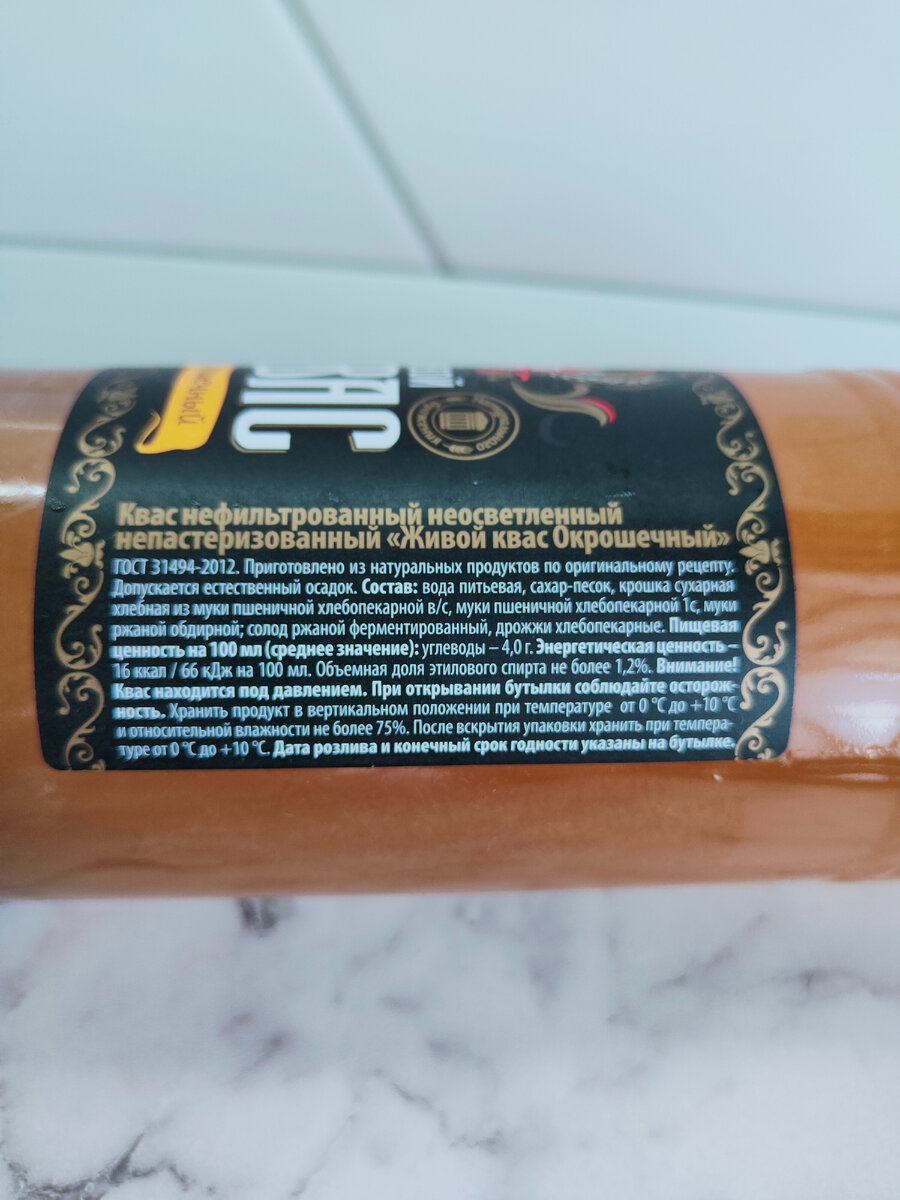 Квас нефильтрованный неосветленный
непастеризованный «Живой квас Окрошечный»
ГОСТ 31494-2012. Приготовлено из натуральных продуктов по оригинальному рецепту.
Допускается естественный осадок. Состав: вода питьевая, сахар-песок, крошка сухарная
хлебная из муки пшеничной хлебопекарной в/с, муки пшеничной хлебопекарной 1с, муки
ржаной обдирной; солод ржаной ферментированный, дрожжи хлебопекарные. Пищевая
ценность на 100 мл (среднее значение): углеводы – 4,0 г. Энергетическая ценность –
16 ккал / 66 кДж на 100 мл. Объемная доля этилового спирта не более 1,2%. Внимание!
Квас находится под давлением. При открывании бутылки соблюдайте осторож-
ность. Хранить продукт в вертикальном положении при температуре от 0 °С до +10 °С
и относительной влажности не более 75%. После вскрытия упаковки хранить при темпера-
туре от 0 °С до +10 °С. Дата розлива и конечный срок годности указаны на бутылке.